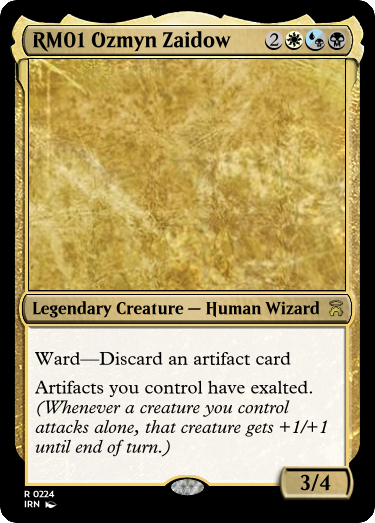 RM01 Ozmyn Zaidow 2
Legendary Creature — Human Wizard
Ward—Discard an artifact card
Artifacts you control have exalted.
(Whenever a creature you control
attacks alone, that creature gets +1/+1
until end of turn.)
3/4
R 0224
IRN